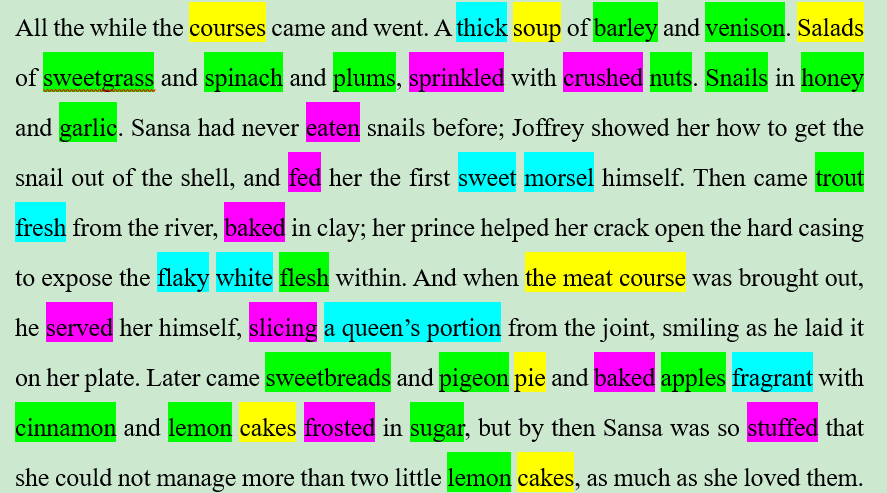 All the while the courses came and went. A thick soup of barley and venison. Salads
of sweetgrass and spinach and plums, sprinkled with crushed nuts. Snails in honey
and garlic. Sansa had never eaten snails before; Joffrey showed her how to get the
snail out of the shell, and fed her the first sweet morsel himself. Then came trout
fresh from the river, baked in clay; her prince helped her crack open the hard casing
to expose the flaky white flesh within. And when the meat course was brought out,
he served her himself, slicing a queen’s portion from the joint, smiling as he laid it
on her plate. Later came sweetbreads and pigeon pie and baked apples fragrant with
cinnamon and lemon cakes frosted in sugar, but by then Sansa was so stuffed that
she could not manage more than two little lemon cakes, as much as she loved them.